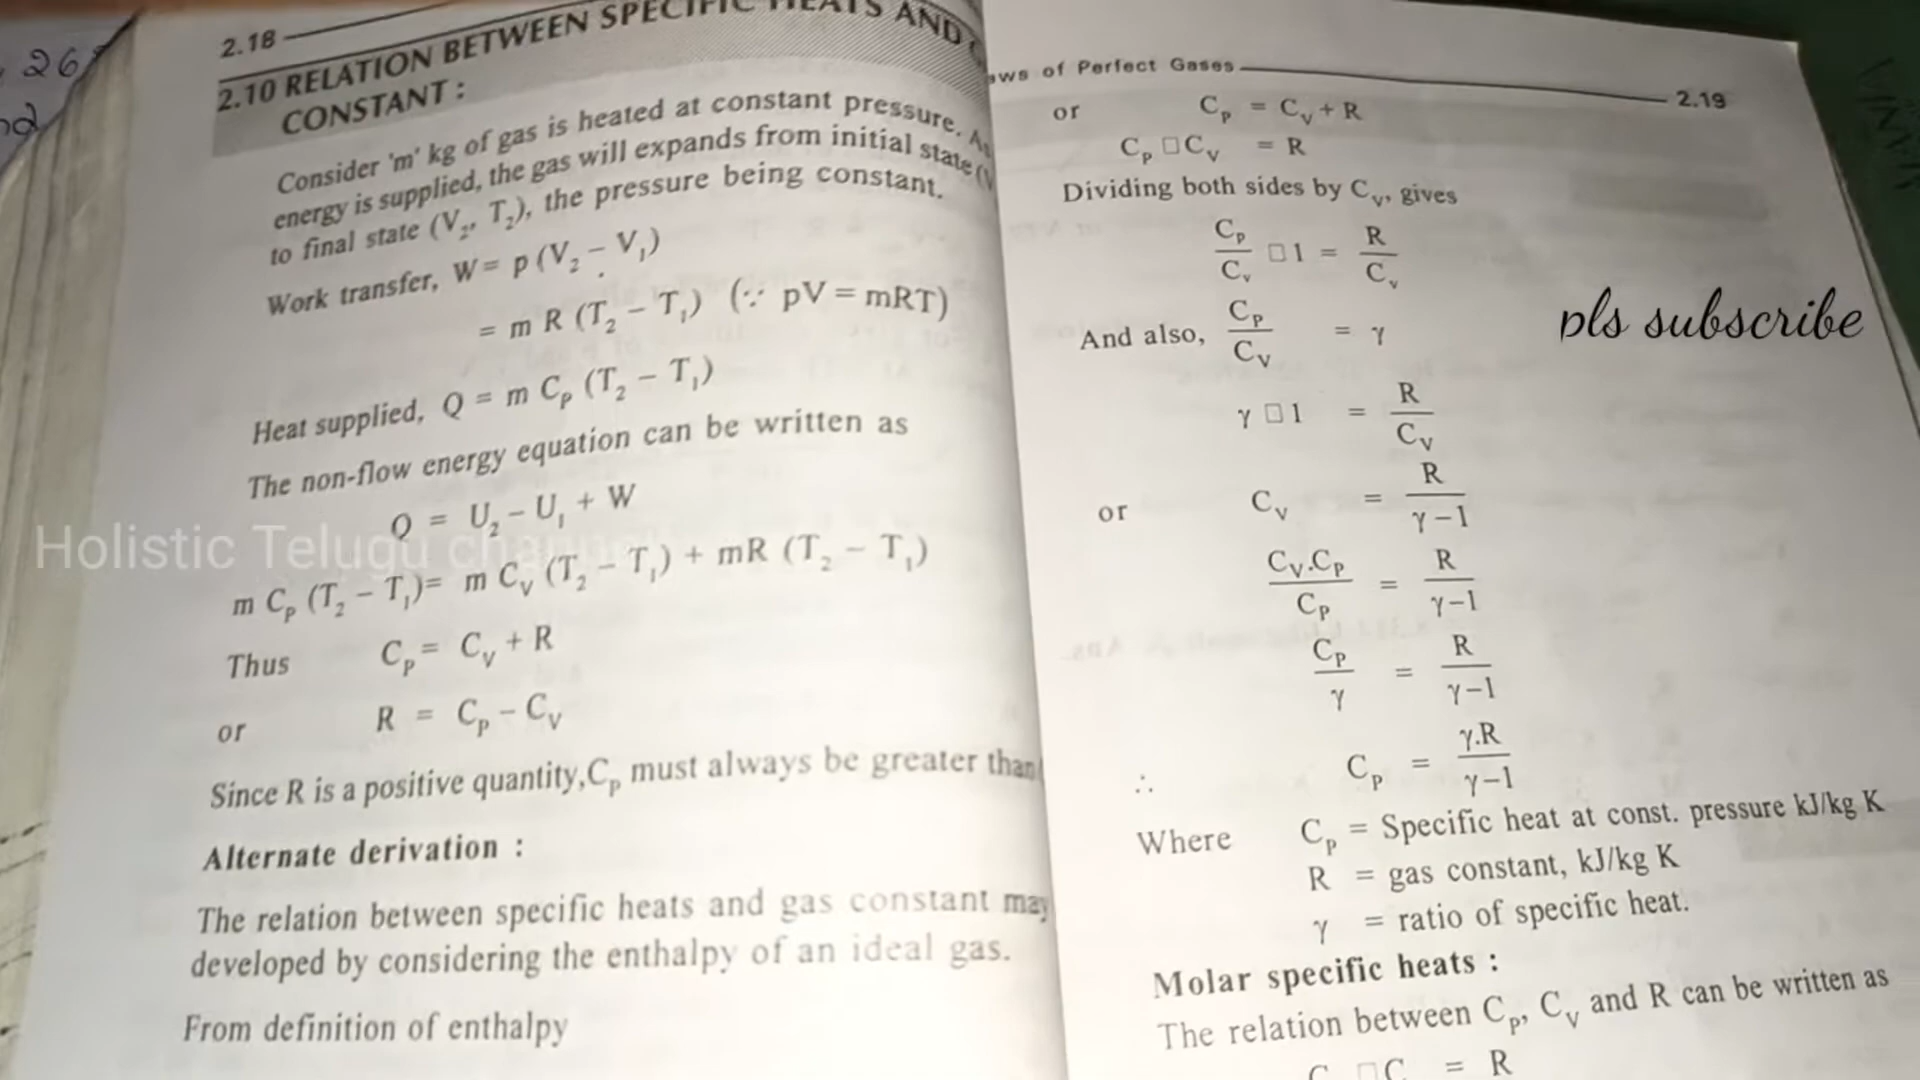 268
2.18
2.10 RELATION BETWEEN SPECIFIC HEATS AND
CONSTANT :
Consider 'm' kg of gas is heated at constant pressure. As
energy is supplied, the gas will expands from initial state (V
to final state (V₂, T₂), the pressure being constant.
Work transfer, W= p (V₂ – V₁)
= m R (T₂ – T₁) (∵ pV = mRT)
Heat supplied, Q = m Cₚ (T₂ – T₁)
The non-flow energy equation can be written as
Q = U₂ – U₁ + W
m Cₚ (T₂ – T₁)= m Cᵥ (T₂ – T₁) + mR (T₂ – T₁)
Thus Cₚ = Cᵥ + R
or R = Cₚ – Cᵥ
Since R is a positive quantity,Cₚ must always be greater than
Alternate derivation :
The relation between specific heats and gas constant may
developed by considering the enthalpy of an ideal gas.
From definition of enthalpy
Holistic Telugu channel
aws of Perfect Gases 2.19
or Cₚ = Cᵥ + R
Cₚ □ Cᵥ = R
Dividing both sides by Cᵥ, gives
Cₚ/Cᵥ □ 1 = R/Cᵥ
And also, Cₚ/Cᵥ = γ
γ □ 1 = R/Cᵥ
or Cᵥ = R/γ–1
Cᵥ.Cₚ/Cₚ = R/γ–1
Cₚ/γ = R/γ–1
∴ Cₚ = γ.R/γ–1
Where Cₚ = Specific heat at const. pressure kJ/kg K
R = gas constant, kJ/kg K
γ = ratio of specific heat.
Molar specific heats :
The relation between Cₚ, Cᵥ and R can be written as
C □ C = R
pls subscribe